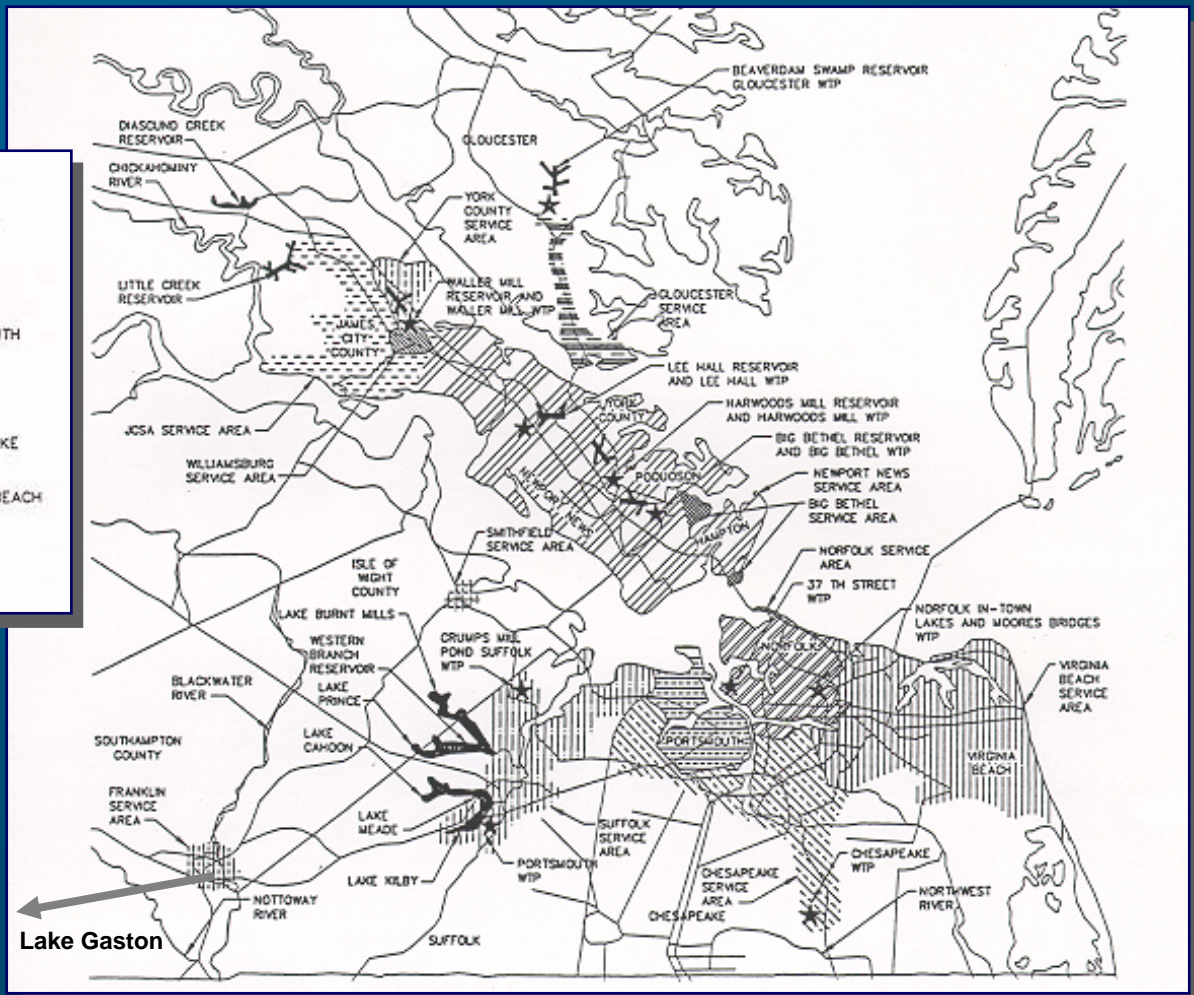 BEAVERDAM SWAMP RESERVOIR
GLOUCESTER WTP
DIASCUND CREEK
RESERVOIR
GLOUCESTER
CHICKAHOMINY
RIVER
YORK
COUNTY
SERVICE
AREA
LITTLE CREEK
RESERVOIR
WALLER MILL
RESERVOIR AND
WALLER MILL WTP
GLOUCESTER
SERVICE
AREA
JAMES
CITY
COUNTY
LEE HALL RESERVOIR
AND LEE HALL WTP
YORK
COUNTY
HARWOODS MILL RESERVOIR
AND HARWOODS MILL WTP
JCSA SERVICE AREA
BIG BETHEL RESERVOIR
AND BIG BETHEL WTP
WILLIAMSBURG
SERVICE AREA
POQUOSON
NEWPORT NEWS
SERVICE AREA
NEWPORT NEWS
BIG BETHEL
SERVICE AREA
HAMPTON
SMITHFIELD
SERVICE AREA
NORFOLK SERVICE
AREA
ISLE OF
WIGHT
COUNTY
37 TH STREET
WTP
LAKE BURNT MILLS
NORFOLK IN-TOWN
LAKES AND MOORES BRIDGES
WTP
WESTERN
BRANCH
RESERVOIR
CRUMPS MILL
POND SUFFOLK
WTP
NORFOLK
BLACKWATER
RIVER
LAKE
PRINCE
VIRGINIA
BEACH
SERVICE
AREA
SOUTHAMPTON
COUNTY
LAKE
CAHOON
PORTSMOUTH
VIRGINIA
BEACH
FRANKLIN
SERVICE
AREA
LAKE
MEADE
SUFFOLK
SERVICE
AREA
PORTSMOUTH
WTP
CHESAPEAKE
WTP
LAKE KILBY
CHESAPEAKE
SERVICE
AREA
NORTHWEST
RIVER
NOTTOWAY
RIVER
CHESAPEAKE
SUFFOLK
Lake Gaston
TH
KE
EACH